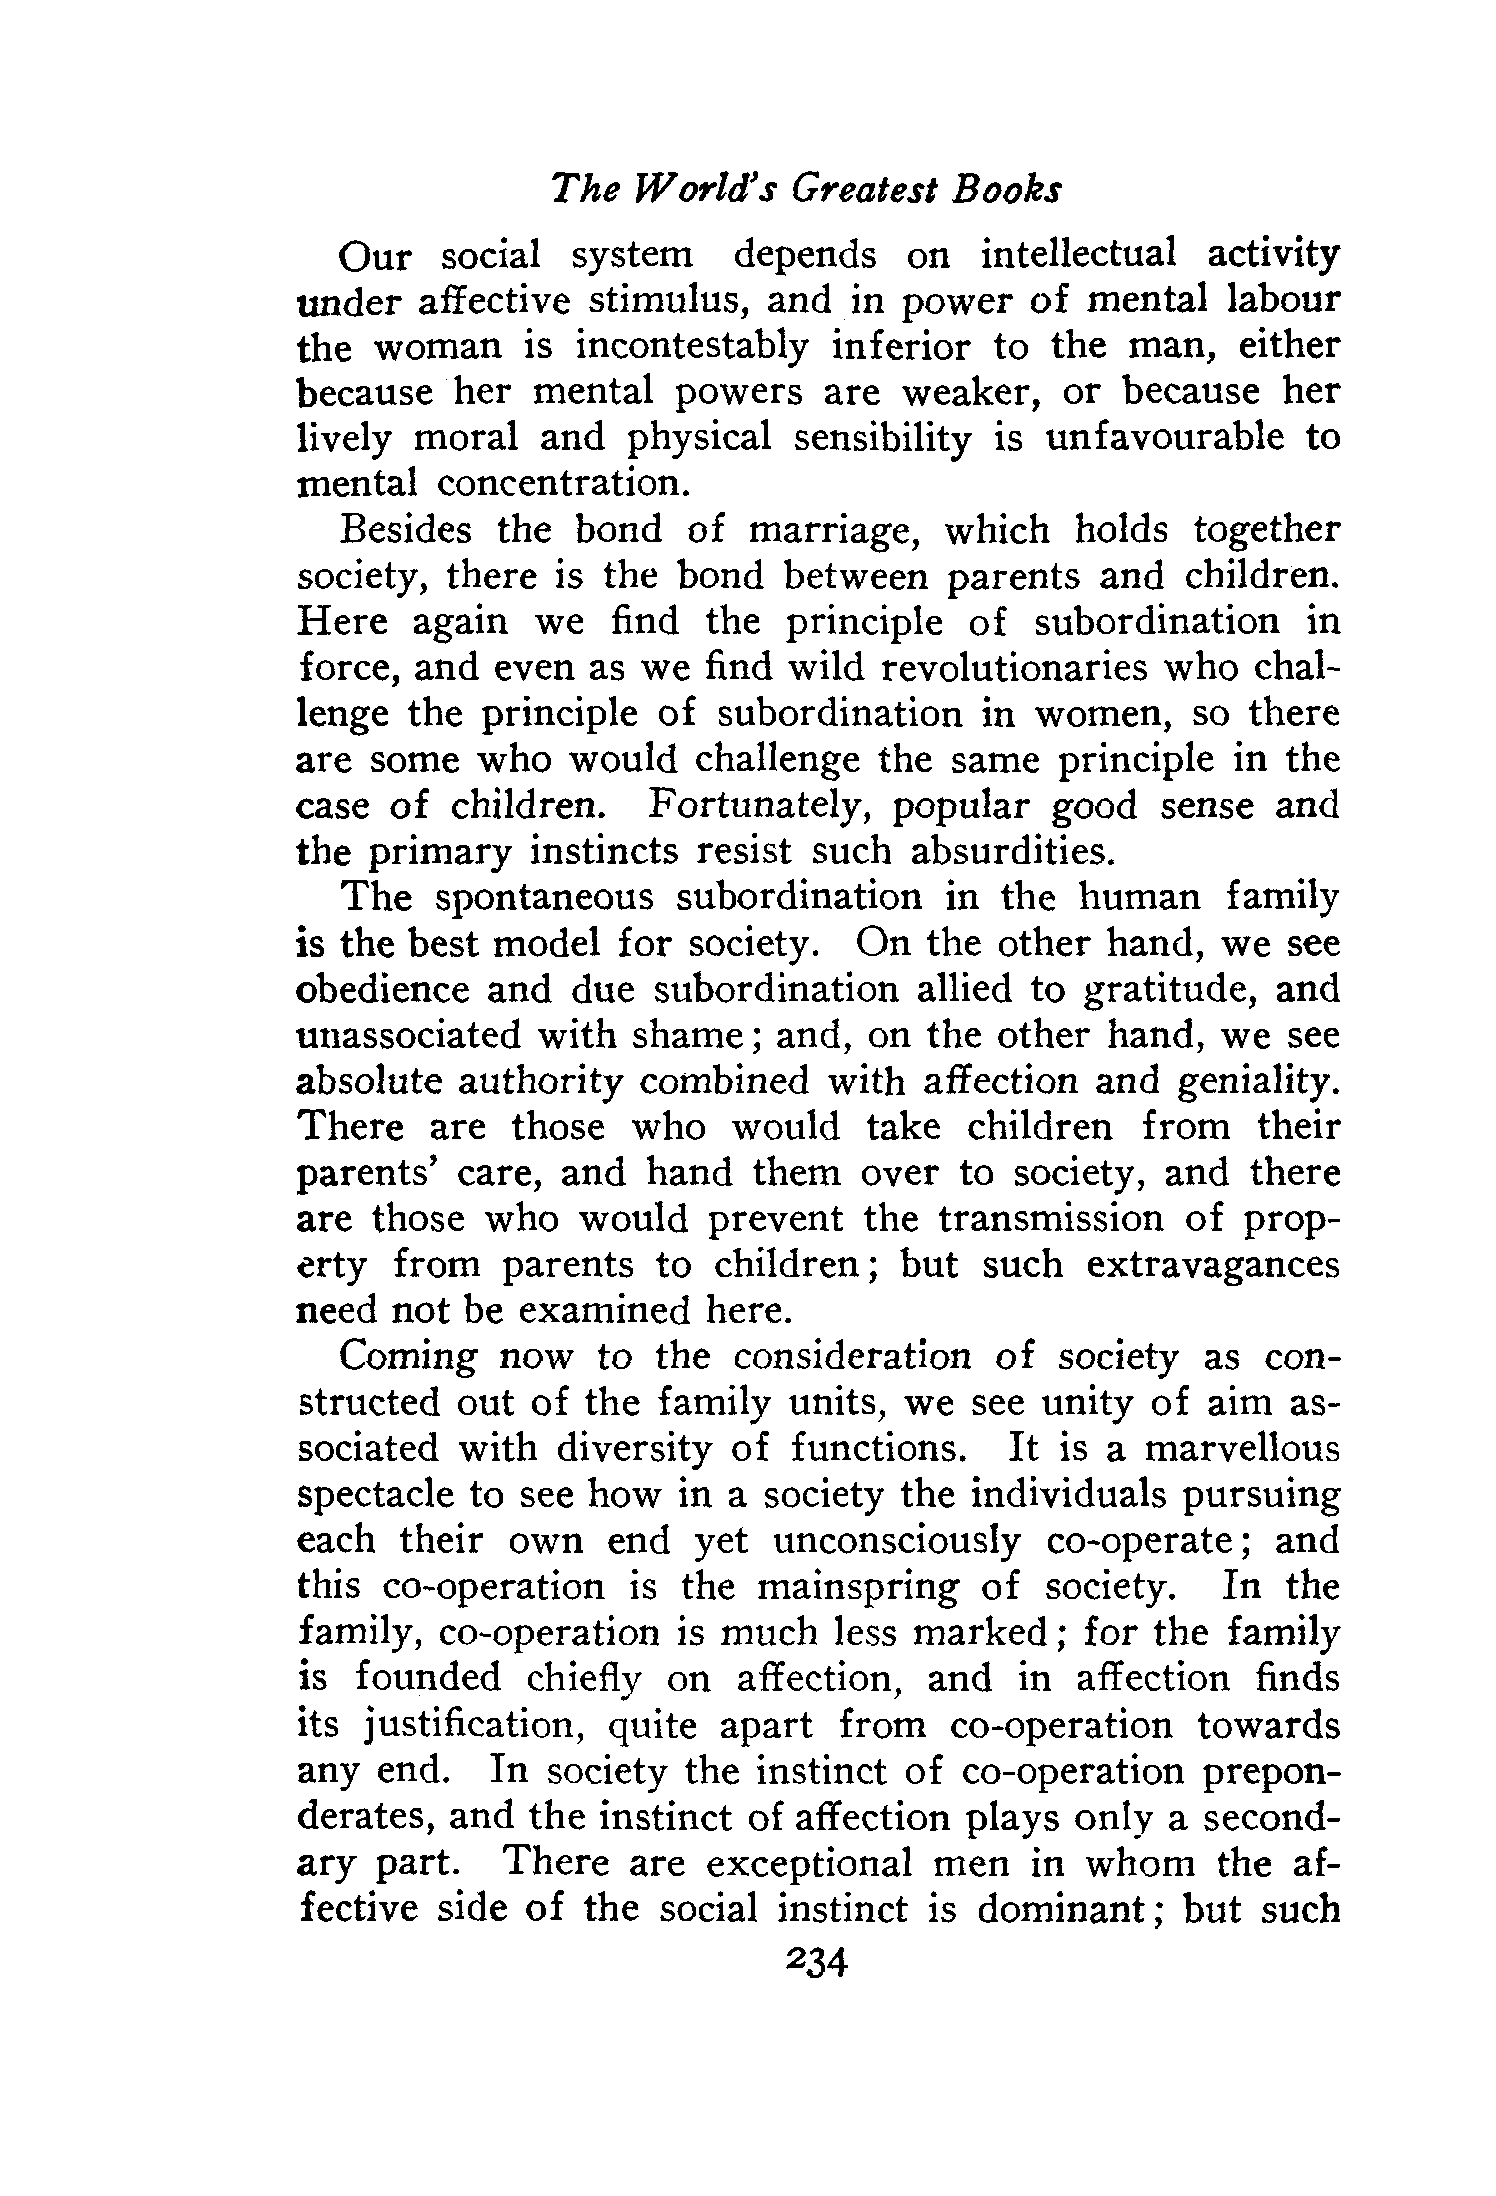 The World's Greatest Books
Our social system depends on intellectual activity
under affective stimulus, and in power of mental labour
the woman is incontestably inferior to the man, either
because her mental powers are weaker, or because her
lively moral and physical sensibility is unfavourable to
mental concentration.
Besides the bond of marriage, which holds together
society, there is the bond between parents and children.
Here again we find the principle of subordination in
force, and even as we find wild revolutionaries who chal-
lenge the principle of subordination in women, so there
are some who would challenge the same principle in the
case of children. Fortunately, popular good sense and
the primary instincts resist such absurdities.
The spontaneous subordination in the human family
is the best model for society. On the other hand, we see
obedience and due subordination allied to gratitude, and
unassociated with shame; and, on the other hand, we see
absolute authority combined with affection and geniality.
There are those who would take children from their
parents' care, and hand them over to society, and there
are those who would prevent the transmission of prop-
erty from parents to children; but such extravagances
need not be examined here.
Coming now to the consideration of society as con-
structed out of the family units, we see unity of aim as-
sociated with diversity of functions. It is a marvellous
spectacle to see how in a society the individuals pursuing
each their own end yet unconsciously co-operate; and
this co-operation is the mainspring of society. In the
family, co-operation is much less marked; for the family
is founded chiefly on affection, and in affection finds
its justification, quite apart from co-operation towards
any end. In society the instinct of co-operation prepon-
derates, and the instinct of affection plays only a second-
ary part. There are exceptional men in whom the af-
fective side of the social instinct is dominant; but such
234